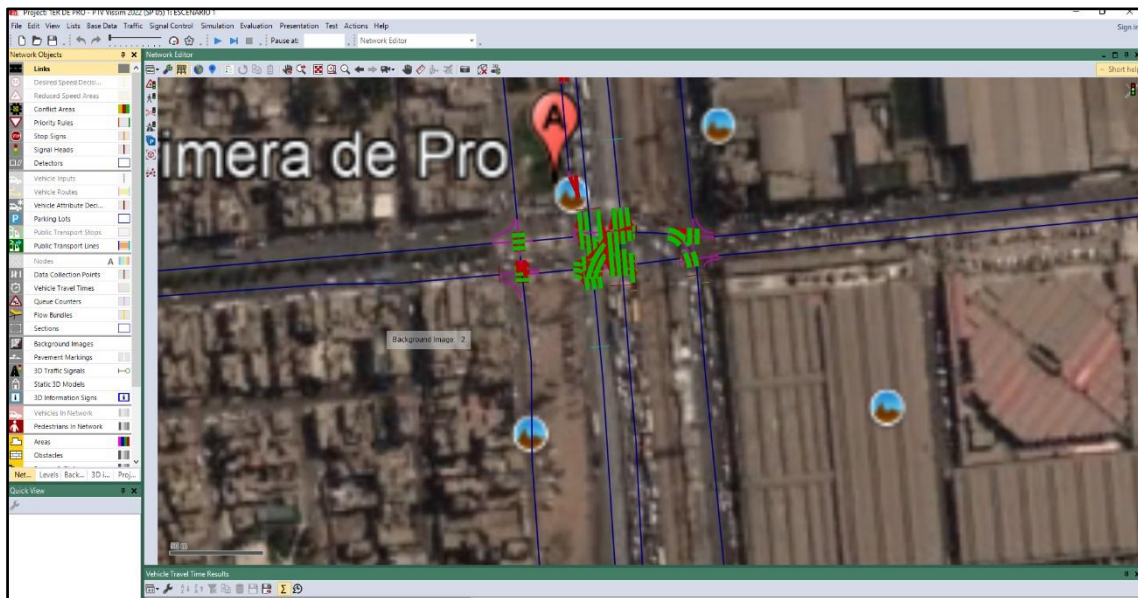 Project: 1ER DE PRO - PTV Vissim 2022 (SP 05) 1: ESCENARIO 1
File Edit View Lists Base Data Traffic Signal Control Simulation Evaluation Presentation Test Actions Help
Sign in
Pause at:
Network Editor
Network Objects
Network Editor
Short help
Links
Desired Speed Decisi...
Reduced Speed Areas
Conflict Areas
Priority Rules
Stop Signs
Signal Heads
Detectors
Vehicle Inputs
Vehicle Routes
Vehicle Attribute Deci...
Parking Lots
Public Transport Stops
Public Transport Lines
Nodes
Data Collection Points
Vehicle Travel Times
Queue Counters
Flow Bundles
Sections
Background Images
Pavement Markings
3D Traffic Signals
Static 3D Models
3D Information Signs
Vehicles In Network
Pedestrians In Network
Areas
Obstacles
Net... Levels Back... 3D i... Proj...
Quick View
A
imera de Pro
Background Image 2
Vehicle Travel Time Results